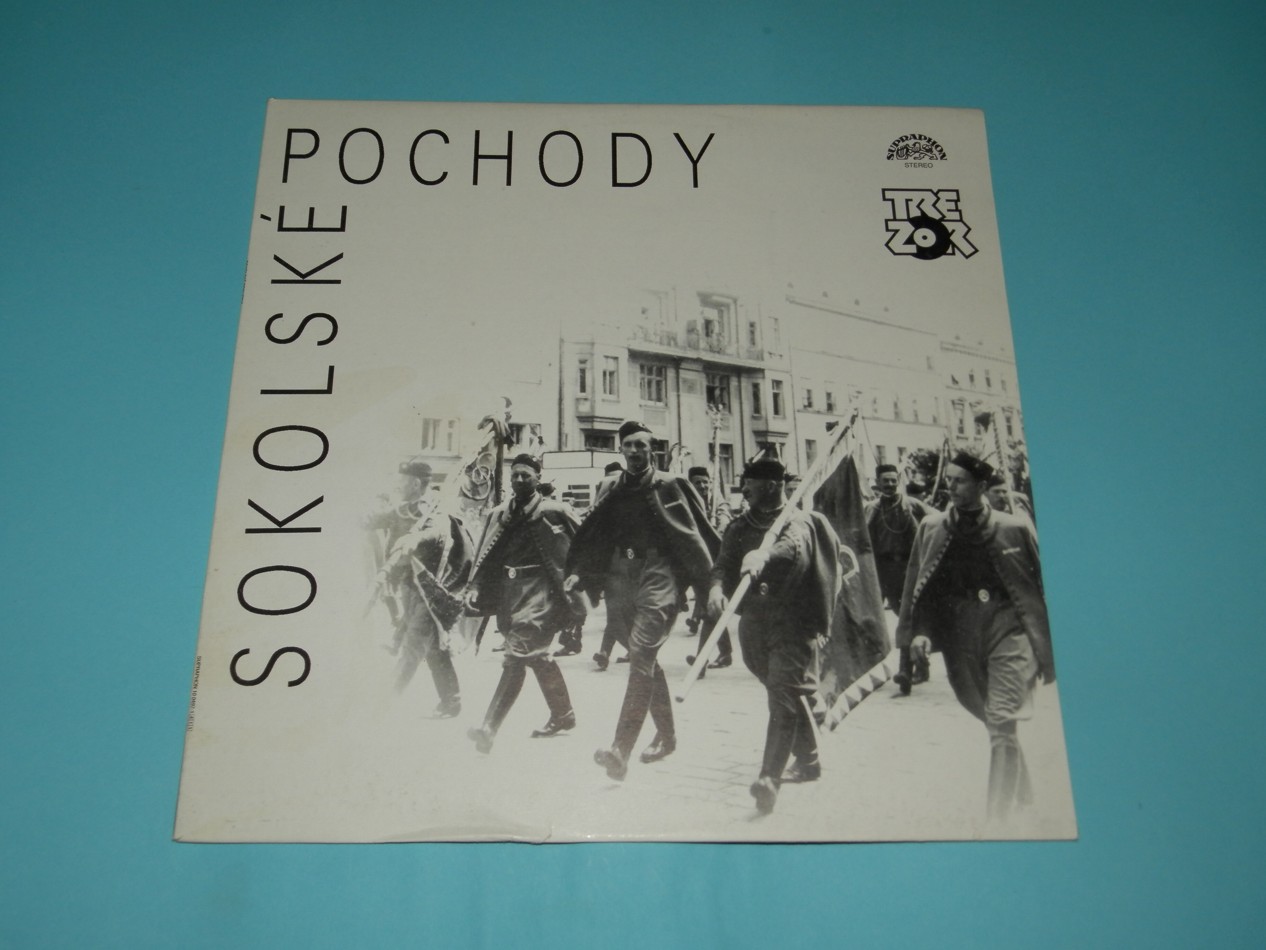 SOKOLSKÉ
POCHODY
SUPRAPHON
STEREO
TREZOR